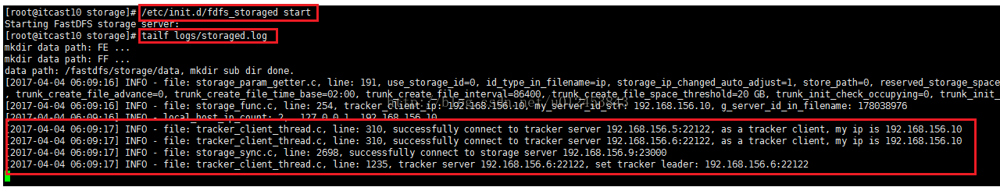 [root@itcast10 storage]# /etc/init.d/fdfs_storaged start
Starting FastDFS storage server:
[root@itcast10 storage]# tailf logs/storaged.log
mkdir data path: FE ...
mkdir data path: FF ...
data path: /fastdfs/storage/data, mkdir sub dir done.
[2017-04-04 06:09:16] INFO - file: storage_param_getter.c, line: 191, use_storage_id=0, id_type_in_filename=ip, storage_ip_changed_auto_adjust=1, store_path=0, reserved_storage_space
, trunk_create_file_advance=0, trunk_create_file_time_base=02:00, trunk_create_file_interval=86400, trunk_create_file_space_threshold=20 GB, trunk_init_check_occupying=0, trunk_init_
[2017-04-04 06:09:16] INFO - file: storage_func.c, line: 254, tracker_client_ip: 192.168.156.10, my_server_id_str: 192.168.156.10, g_server_id_in_filename: 178038976
[2017-04-04 06:09:16] INFO - local_host_ip_count: 2, 127.0.0.1 192.168.156.10
[2017-04-04 06:09:17] INFO - file: tracker_client_thread.c, line: 310, successfully connect to tracker server 192.168.156.5:22122, as a tracker client, my ip is 192.168.156.10
[2017-04-04 06:09:17] INFO - file: tracker_client_thread.c, line: 310, successfully connect to tracker server 192.168.156.6:22122, as a tracker client, my ip is 192.168.156.10
[2017-04-04 06:09:17] INFO - file: storage_sync.c, line: 2698, successfully connect to storage server 192.168.156.9:23000
[2017-04-04 06:09:17] INFO - file: tracker_client_thread.c, line: 1235, tracker server 192.168.156.6:22122, set tracker leader: 192.168.156.6:22122